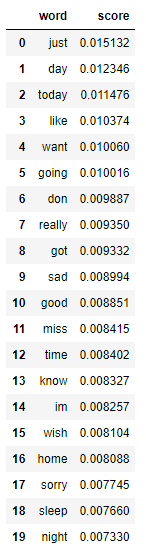 word score
0 just 0.015132
1 day 0.012346
2 today 0.011476
3 like 0.010374
4 want 0.010060
5 going 0.010016
6 don 0.009887
7 really 0.009350
8 got 0.009332
9 sad 0.008994
10 good 0.008851
11 miss 0.008415
12 time 0.008402
13 know 0.008327
14 im 0.008257
15 wish 0.008104
16 home 0.008088
17 sorry 0.007745
18 sleep 0.007660
19 night 0.007330